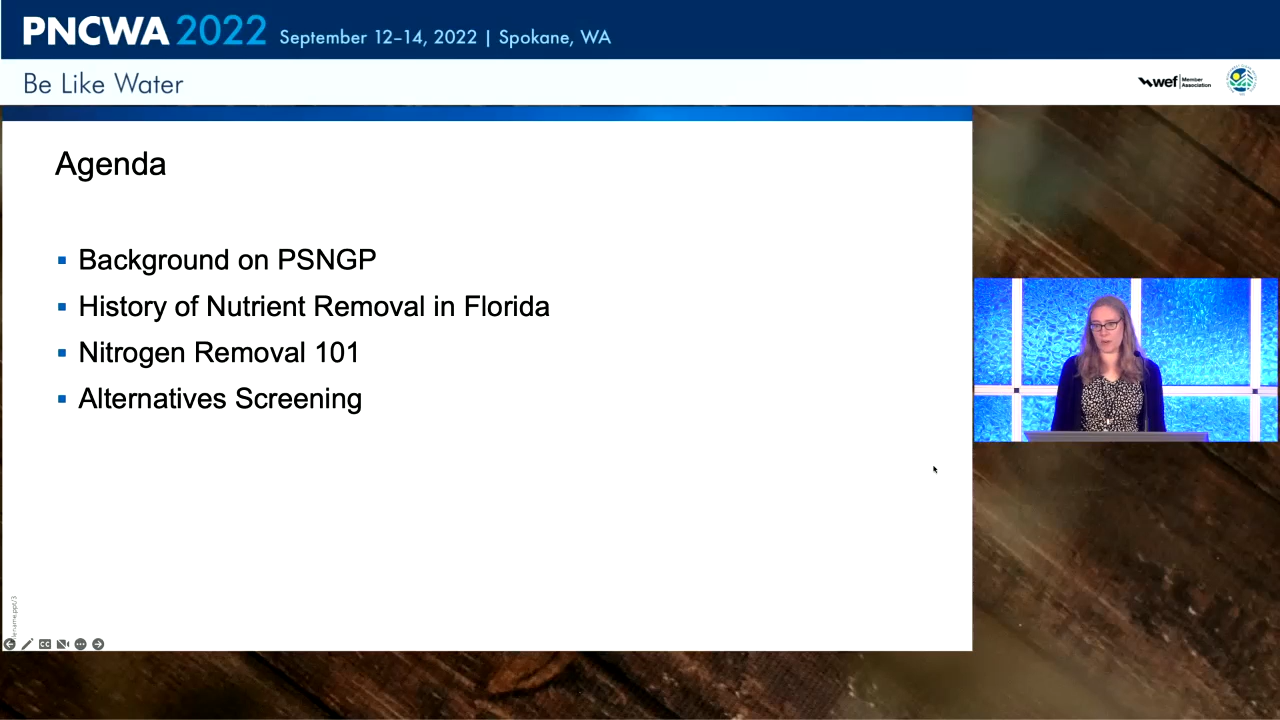 PNCWA 2022 September 12–14, 2022 | Spokane, WA
Be Like Water
wef Member Association
Agenda
Background on PSNGP
History of Nutrient Removal in Florida
Nitrogen Removal 101
Alternatives Screening
CC